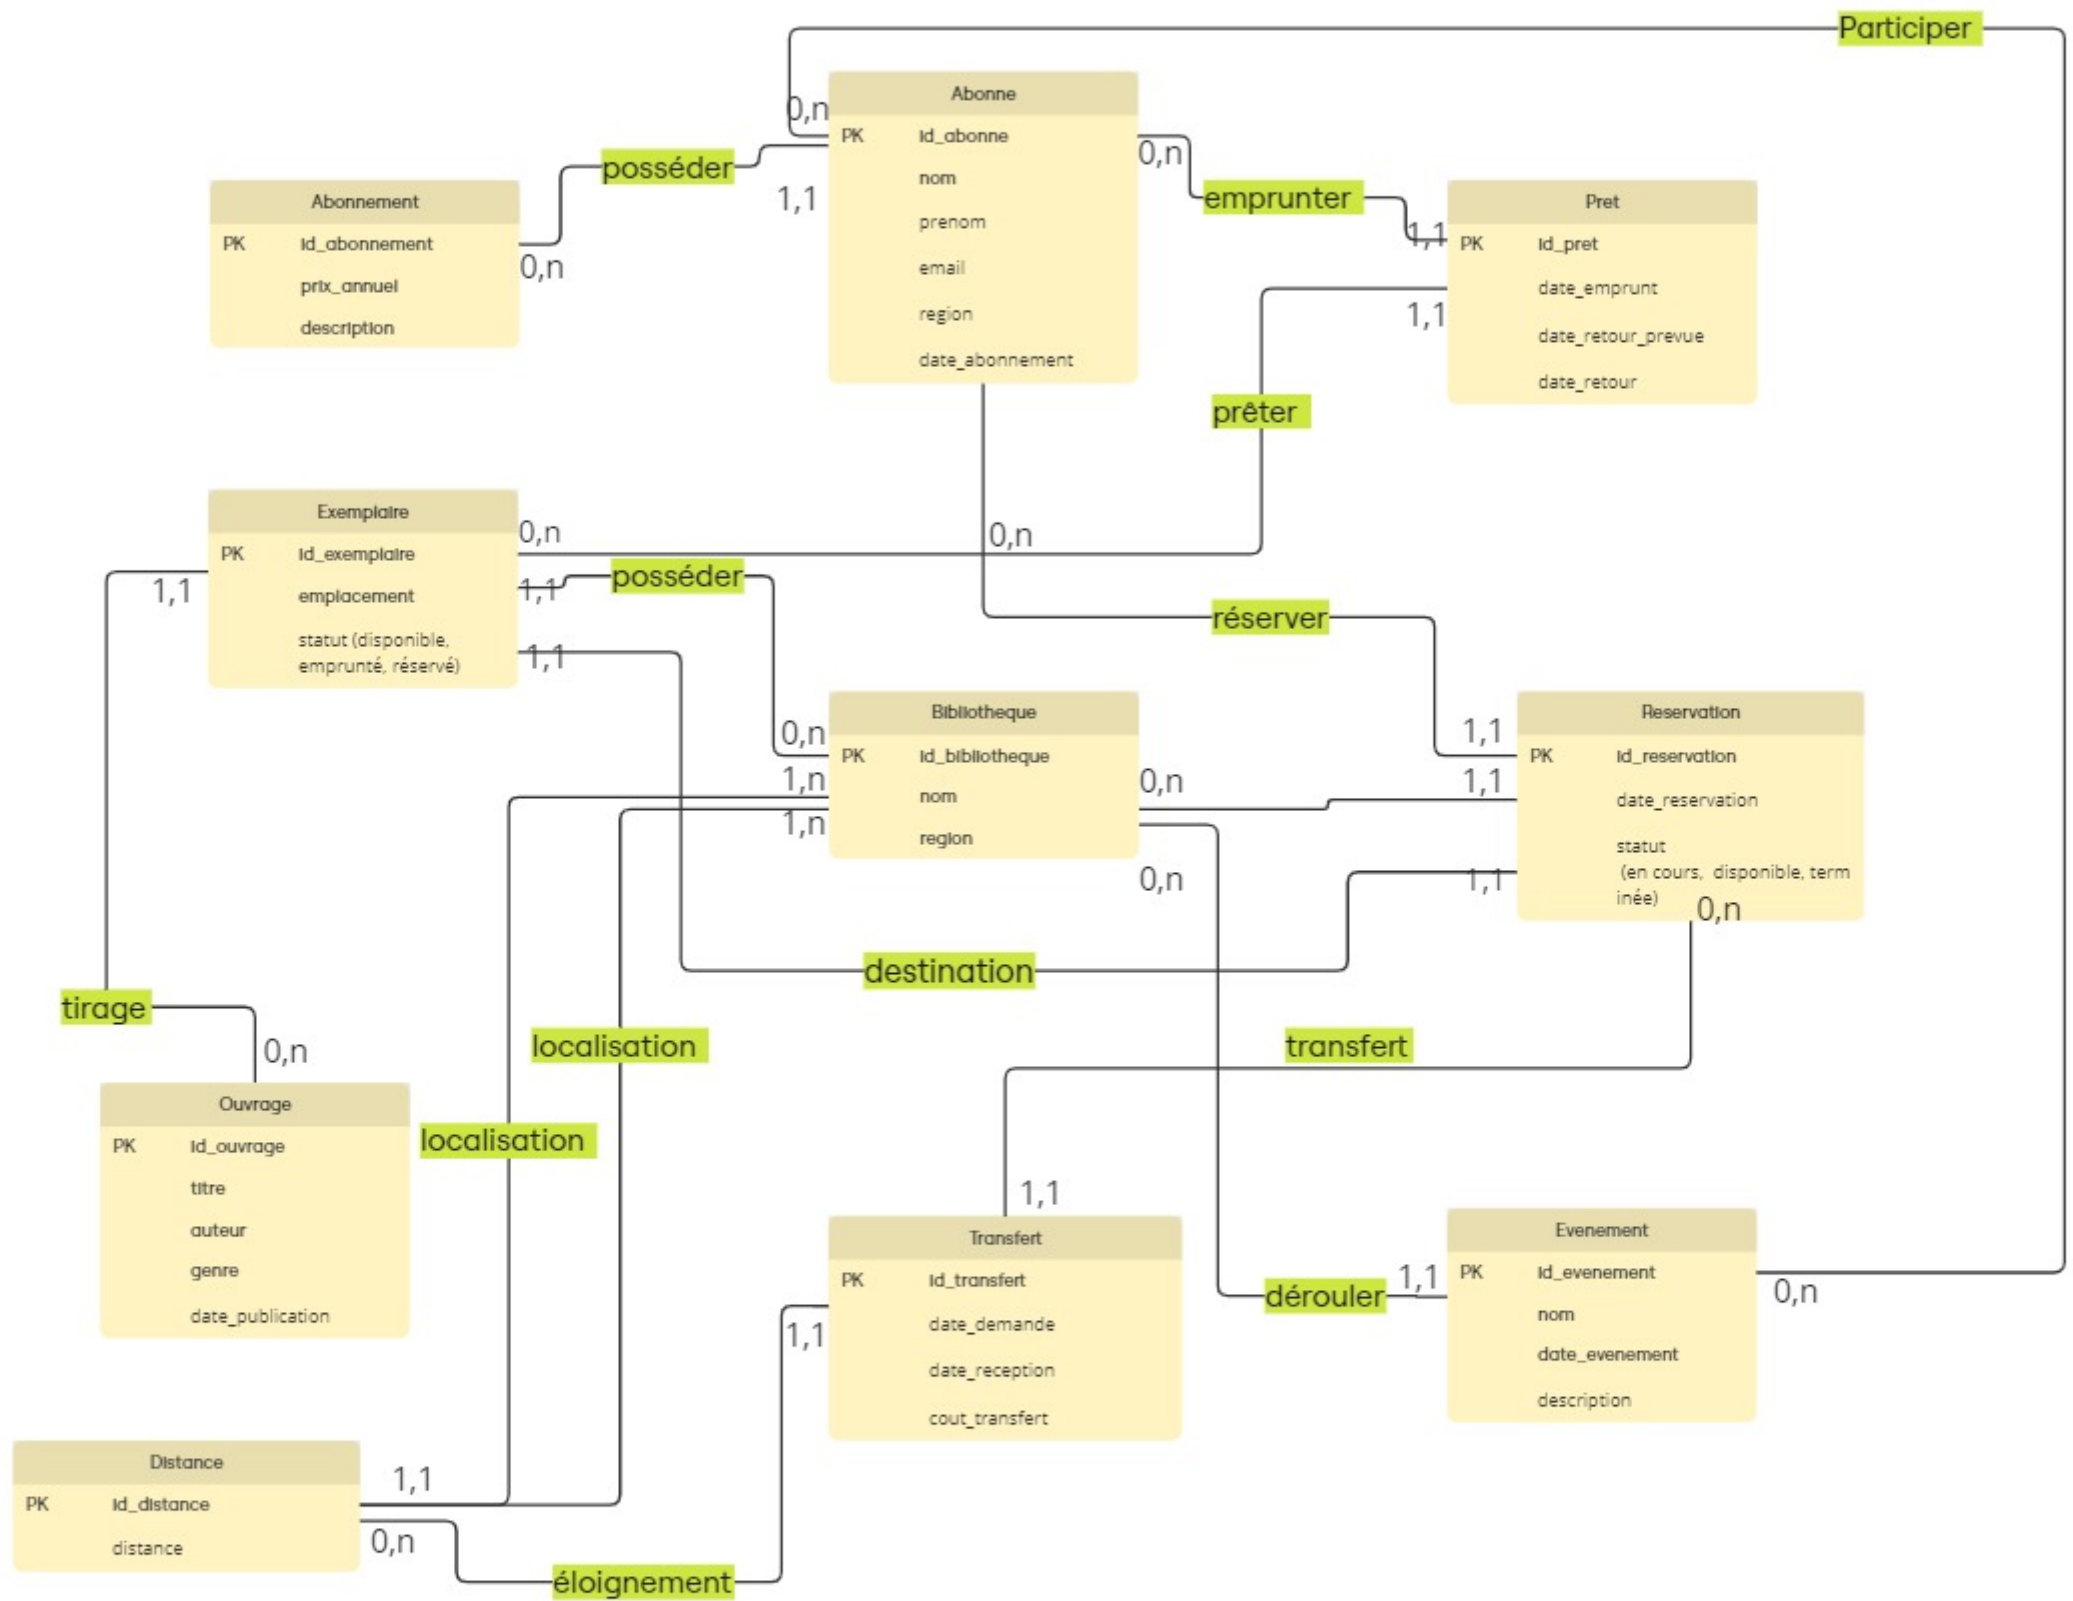 Participer
Abonne
0,n
PK id_abonne
nom
prenom
email
region
date_abonnement
posséder
1,1
0,n
emprunter
Abonnement
PK id_abonnement
prix_annuel
description
0,n
Pret
1,1
PK id_pret
date_emprunt
date_retour_prevue
date_retour
1,1
prêter
Exemplaire
PK id_exemplaire
emplacement
statut (disponible,
emprunté, réservé)
0,n
1,1
posséder
1,1
1,1
0,n
réserver
Bibliotheque
PK id_bibliotheque
nom
region
0,n
1,n
1,n
0,n
0,n
Reservation
PK id_reservation
date_reservation
statut
(en cours, disponible, term
inée)
1,1
1,1
1,1
0,n
destination
tirage
0,n
localisation
transfert
localisation
Ouvrage
PK id_ouvrage
titre
auteur
genre
date_publication
1,1
Transfert
PK id_transfert
date_demande
date_reception
cout_transfert
1,1
dérouler
1,1
Evenement
PK id_evenement
nom
date_evenement
description
0,n
Distance
PK id_distance
distance
1,1
0,n
éloignement